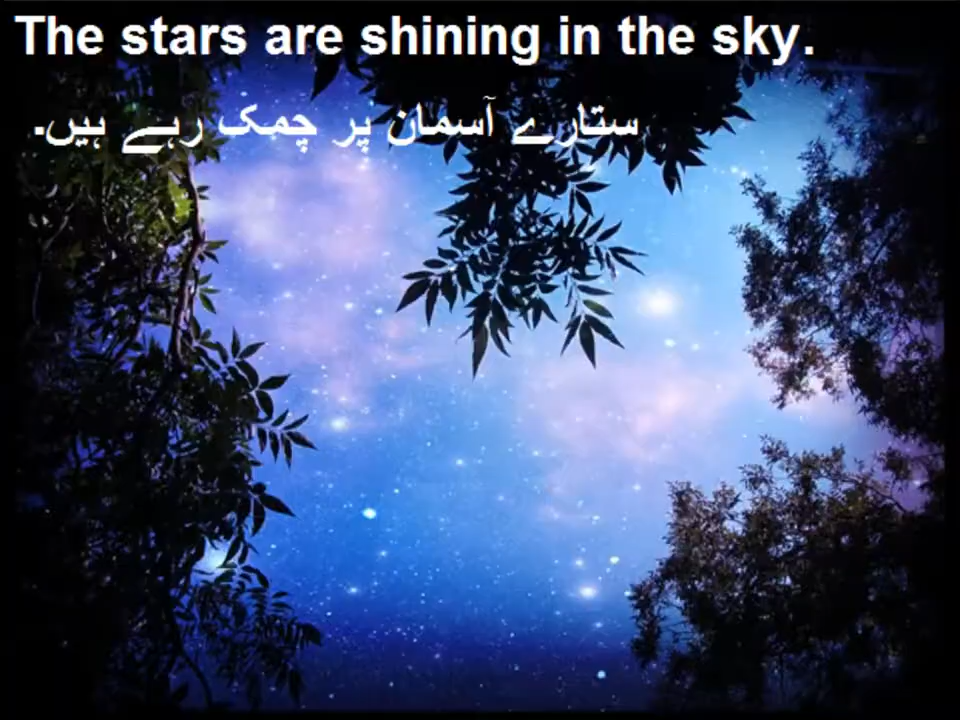 The stars are shining in the sky.
ستارے آسمان پر چمک رہے ہیں۔